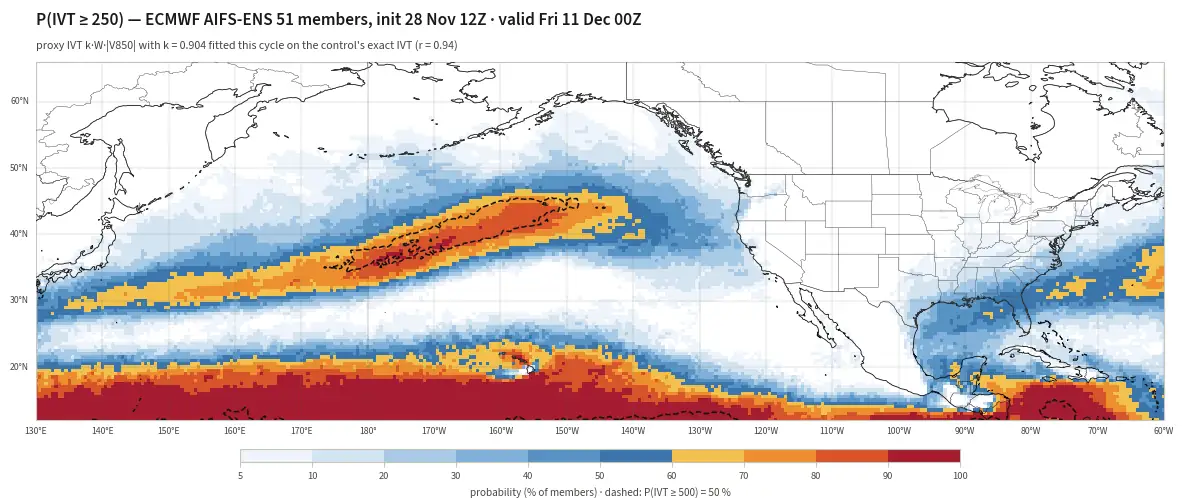 P(IVT ≥ 250) — ECMWF AIFS-ENS 51 members, init 28 Nov 12Z · valid Fri 11 Dec 00Z
proxy IVT k·W·|V850| with k = 0.904 fitted this cycle on the control's exact IVT (r = 0.94)
60°N
50°N
40°N
30°N
20°N
130°E 140°E 150°E 160°E 170°E 180° 170°W 160°W 150°W 140°W 130°W 120°W 110°W 100°W 90°W 80°W 70°W 60°W
5 10 20 30 40 50 60 70 80 90 100
probability (% of members) · dashed: P(IVT ≥ 500) = 50 %